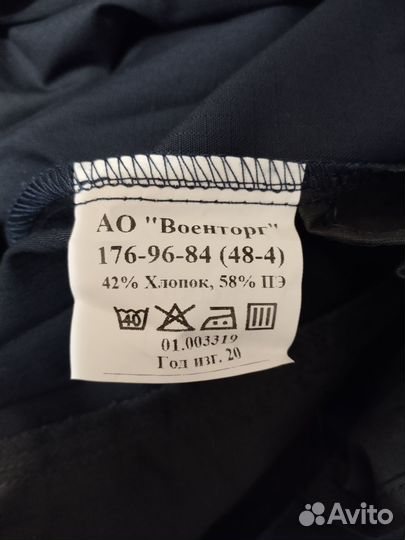 АО "Военторг"
176-96-84 (48-4)
42% Хлопок, 58% ПЭ
40
01.003319
Год изг. 20
Avito